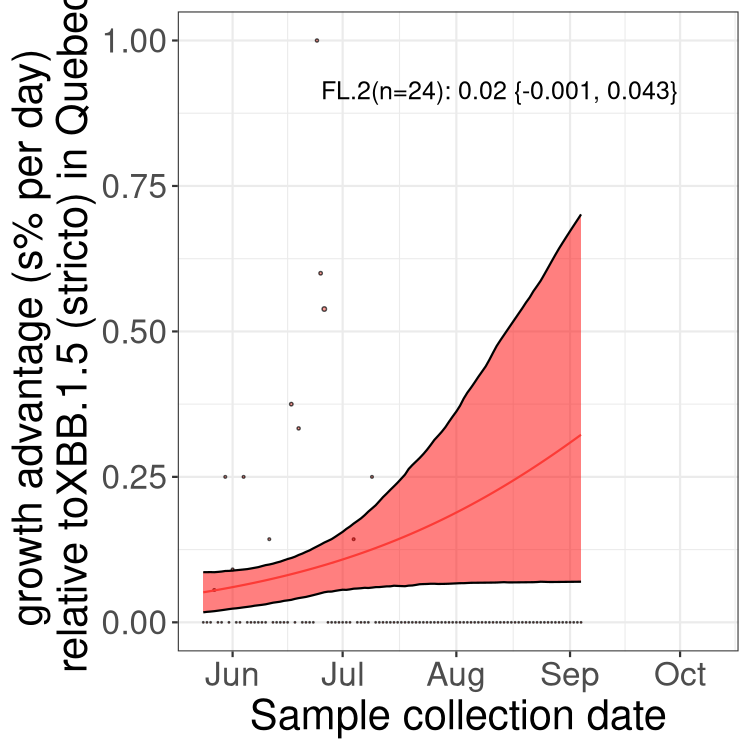 growth advantage (s% per day)
relative toXBB.1.5 (stricto) in Quebec
1.00
0.75
0.50
0.25
0.00
FL.2(n=24): 0.02 {-0.001, 0.043}
Jun Jul Aug Sep Oct
Sample collection date